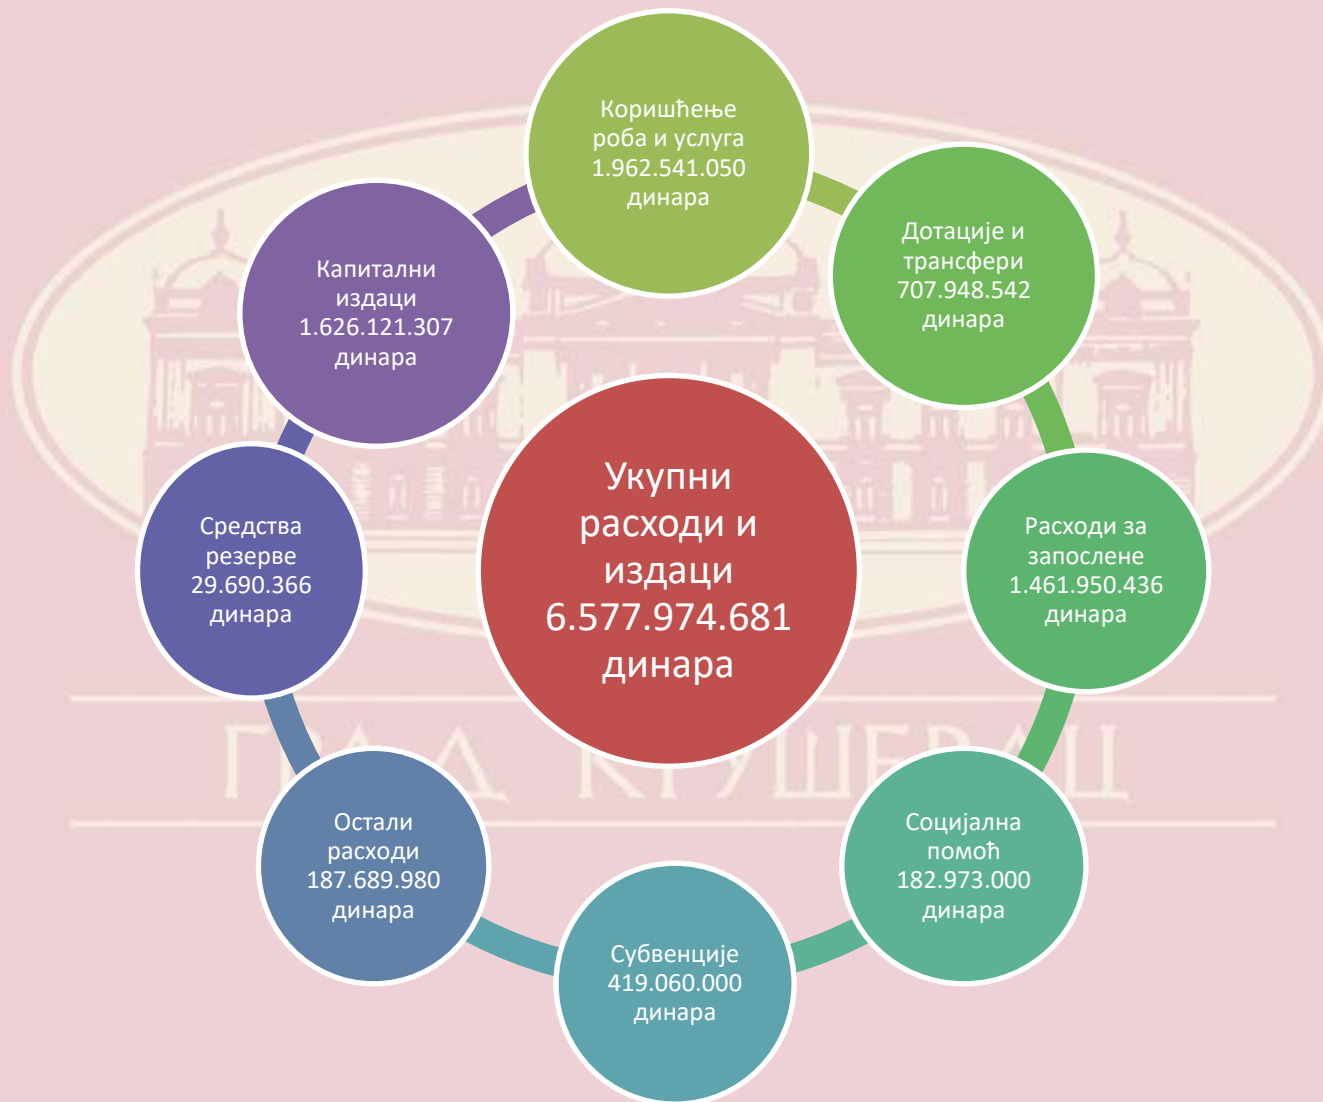 Коришћење
роба и услуга
1.962.541.050
динара
Дотације и
трансфери
707.948.542
динара
Расходи за
запослене
1.461.950.436
динара
Социјална
помоћ
182.973.000
динара
Субвенције
419.060.000
динара
Остали
расходи
187.689.980
динара
Средства
резерве
29.690.366
динара
Капитални
издаци
1.626.121.307
динара
Укупни
расходи и
издаци
6.577.974.681
динара
ГРАД КРУШЕВАЦ